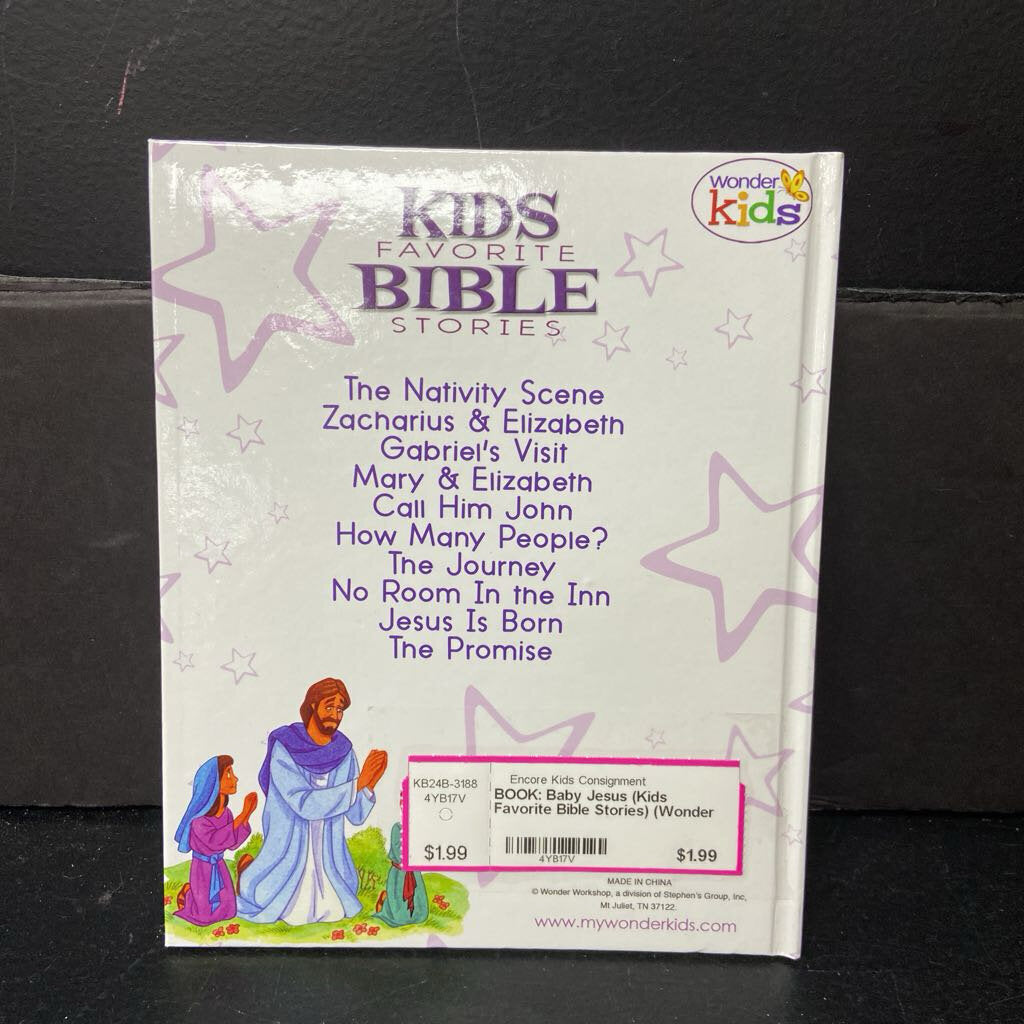 KIDS
FAVORITE
BIBLE
STORIES
Wonder
kids
The Nativity Scene
Zacharius & Elizabeth
Gabriel's Visit
Mary & Elizabeth
Call Him John
How Many People?
The Journey
No Room In the Inn
Jesus Is Born
The Promise
KB24B-3188
4YB17V
$1.99
Encore Kids Consignment
BOOK: Baby Jesus (Kids
Favorite Bible Stories) (Wonder
4YB17V
$1.99
MADE IN CHINA
© Wonder Workshop, a division of Stephen's Group, Inc,
Mt Juliet, TN 37122
www.mywonderkids.com